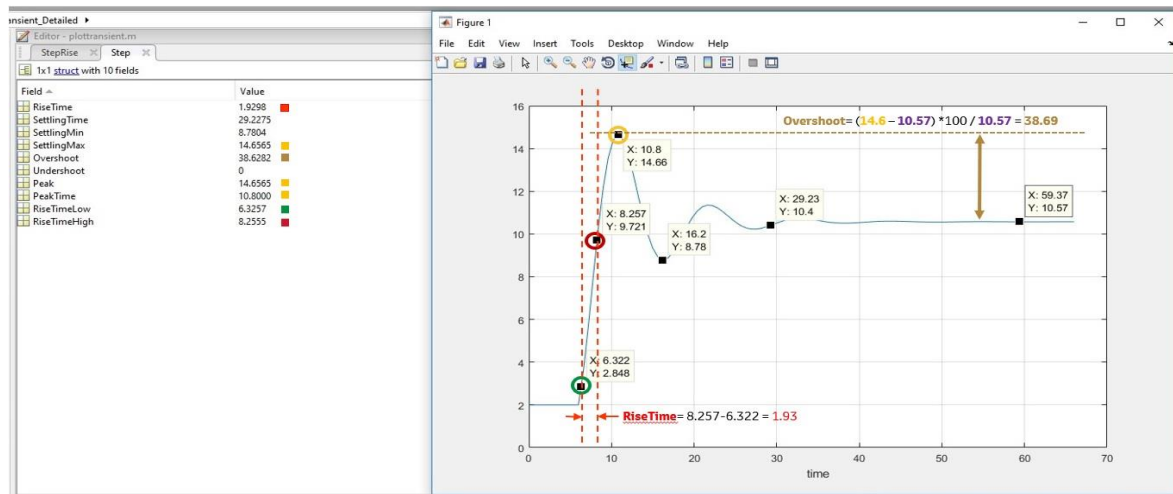 ansient_Detailed
Editor - plottransient.m
StepRise
Step
1x1 struct with 10 fields
Field Value
RiseTime 1.9298
SettlingTime 29.2275
SettlingMin 8.7804
SettlingMax 14.6565
Overshoot 38.6282
Undershoot 0
Peak 14.6565
PeakTime 10.8000
RiseTimeLow 6.3257
RiseTimeHigh 8.2555
Figure 1
File Edit View Insert Tools Desktop Window Help
16
Overshoot= (14.6 – 10.57) *100 / 10.57 = 38.69
14
X: 10.8
Y: 14.66
12
X: 29.23
Y: 10.4
X: 59.37
Y: 10.57
X: 8.257
Y: 9.721
X: 16.2
Y: 8.78
10
8
6
4
X: 6.322
Y: 2.848
2
RiseTime= 8.257-6.322 = 1.93
0
0 10 20 30 40 50 60 70
time